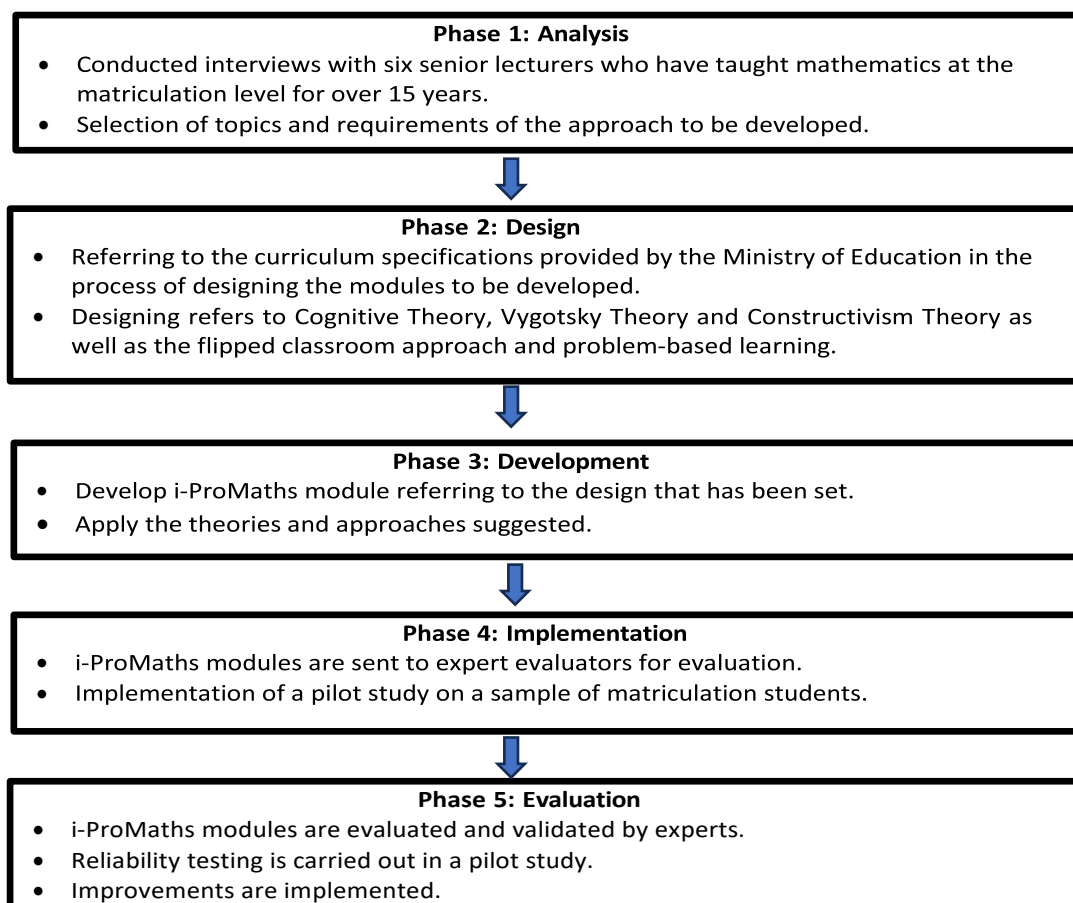 Phase 1: Analysis
• Conducted interviews with six senior lecturers who have taught mathematics at the
matriculation level for over 15 years.
• Selection of topics and requirements of the approach to be developed.
Phase 2: Design
• Referring to the curriculum specifications provided by the Ministry of Education in the
process of designing the modules to be developed.
• Designing refers to Cognitive Theory, Vygotsky Theory and Constructivism Theory as
well as the flipped classroom approach and problem-based learning.
Phase 3: Development
• Develop i-ProMaths module referring to the design that has been set.
• Apply the theories and approaches suggested.
Phase 4: Implementation
• i-ProMaths modules are sent to expert evaluators for evaluation.
• Implementation of a pilot study on a sample of matriculation students.
Phase 5: Evaluation
• i-ProMaths modules are evaluated and validated by experts.
• Reliability testing is carried out in a pilot study.
• Improvements are implemented.